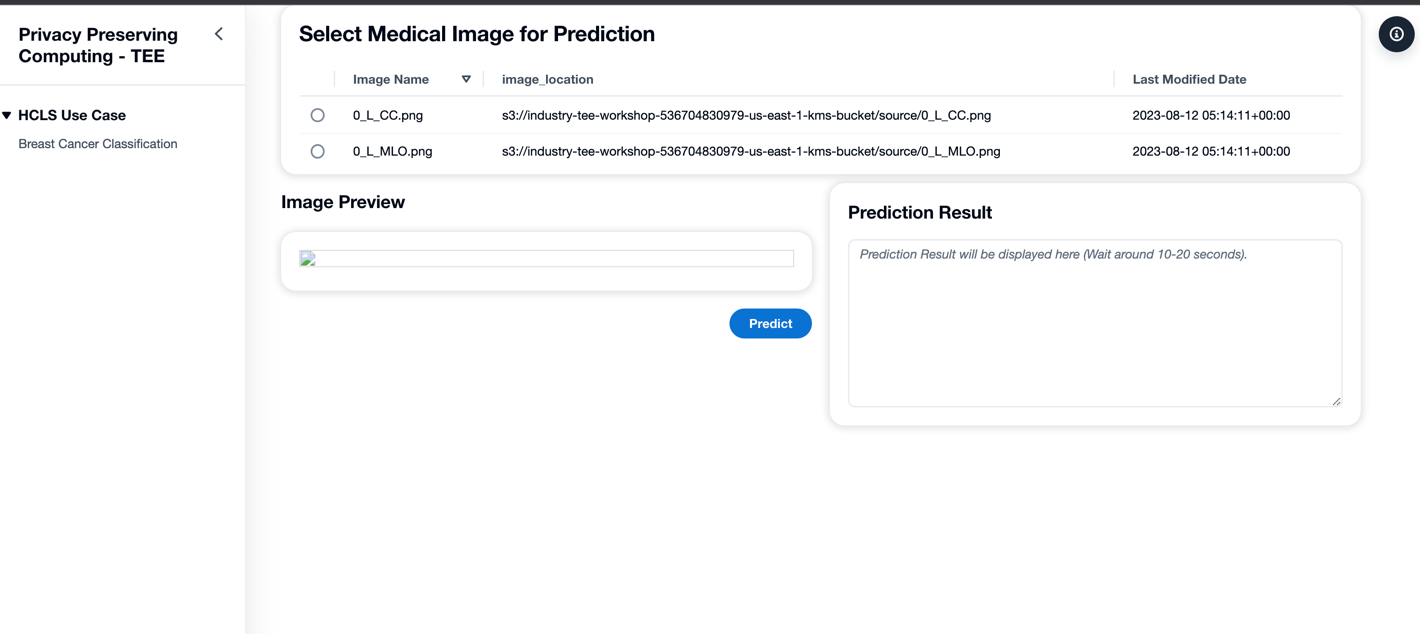 Privacy Preserving
Computing - TEE
HCLS Use Case
Breast Cancer Classification
Select Medical Image for Prediction
Image Name image_location Last Modified Date
0_L_CC.png s3://industry-tee-workshop-536704830979-us-east-1-kms-bucket/source/0_L_CC.png 2023-08-12 05:14:11+00:00
0_L_MLO.png s3://industry-tee-workshop-536704830979-us-east-1-kms-bucket/source/0_L_MLO.png 2023-08-12 05:14:11+00:00
Image Preview
Predict
Prediction Result
Prediction Result will be displayed here (Wait around 10-20 seconds).